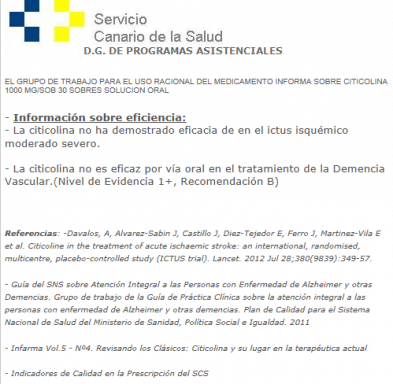 Servicio
Canario de la Salud
D.G. DE PROGRAMAS ASISTENCIALES
EL GRUPO DE TRABAJO PARA EL USO RACIONAL DEL MEDICAMENTO INFORMA SOBRE CITICOLINA
1000 MG/SOB 30 SOBRES SOLUCION ORAL
- Información sobre eficiencia:
- La citicolina no ha demostrado eficacia de en el ictus isquémico
moderado severo.
- La citicolina no es eficaz por vía oral en el tratamiento de la Demencia
Vascular.(Nivel de Evidencia 1+, Recomendación B)
Referencias: -Davalos, A, Alvarez-Sabin J, Castillo J, Diez-Tejedor E, Ferro J, Martinez-Vila E
et al. Citicoline in the treatment of acute ischaemic stroke: an international, randomised,
multicentre, placebo-controlled study (ICTUS trial). Lancet. 2012 Jul 28;380(9839):349-57.
- Guía del SNS sobre Atención Integral a las Personas con Enfermedad de Alzheimer y otras
Demencias. Grupo de trabajo de la Guía de Práctica Clínica sobre la atención integral a las
personas con enfermedad de Alzheimer y otras demencias. Plan de Calidad para el Sistema
Nacional de Salud del Ministerio de Sanidad, Política Social e Igualdad. 2011
- Infarma Vol.5 - Nº4. Revisando los Clásicos: Citicolina y su lugar en la terapéutica actual
- Indicadores de Calidad en la Prescripción del SCS